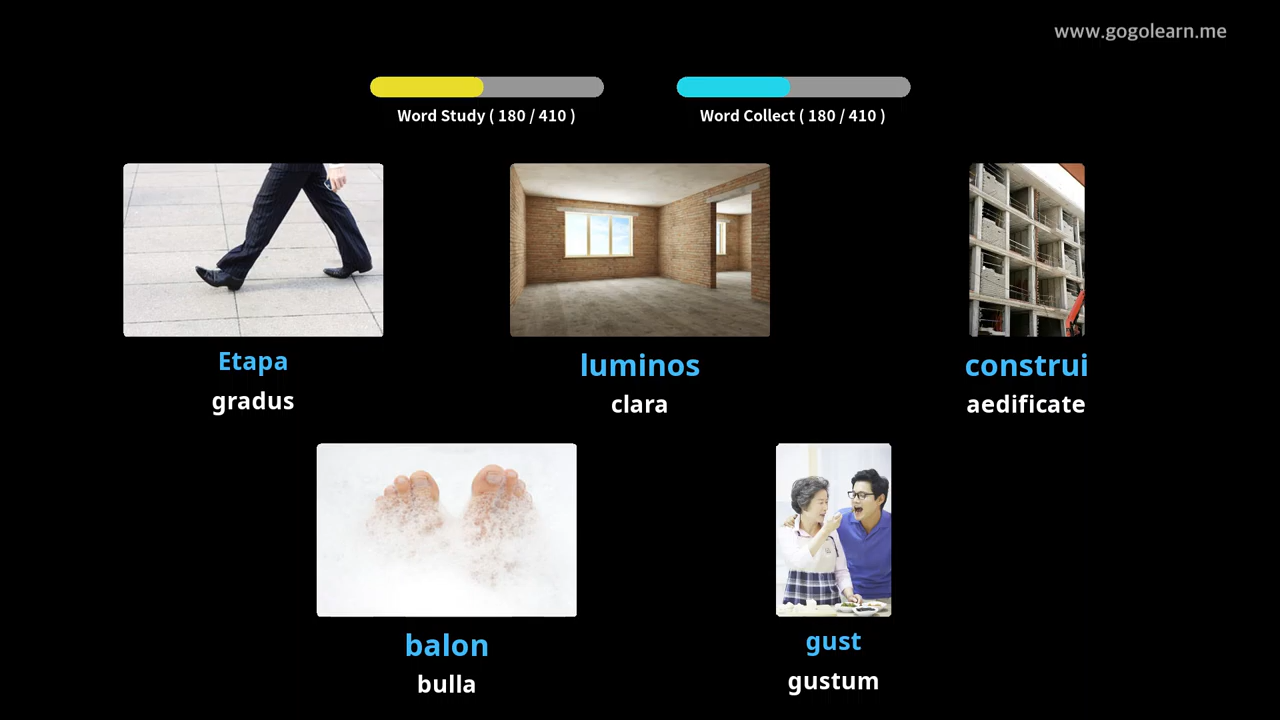 www.gogolearn.me
Word Study ( 180 / 410 )
Word Collect ( 180 / 410 )
Etapa
gradus
luminos
clara
construi
aedificate
balon
bulla
gust
gustum